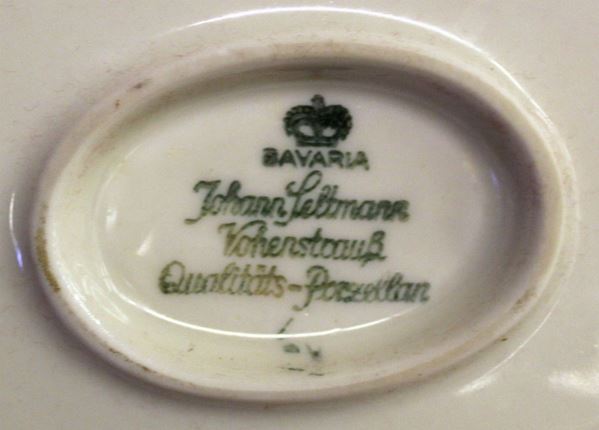 BAVARIA
Johann Seltmann
Vohenstrauß
Qualitäts-Porzellan